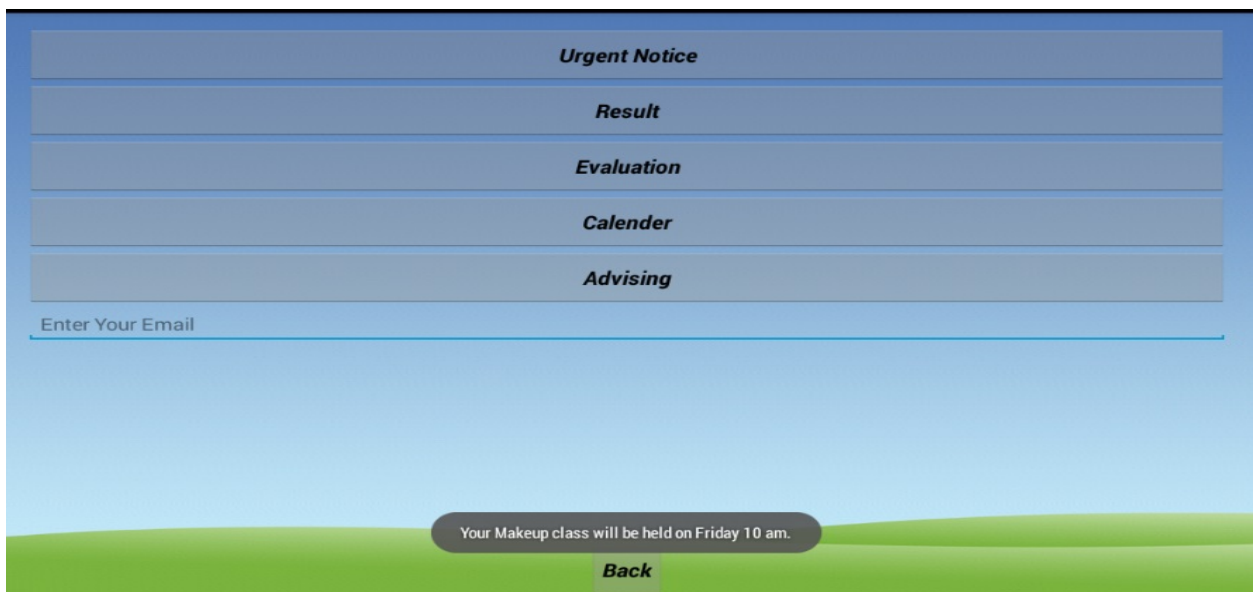 Urgent Notice
Result
Evaluation
Calender
Advising
Enter Your Email
Your Makeup class will be held on Friday 10 am.
Back